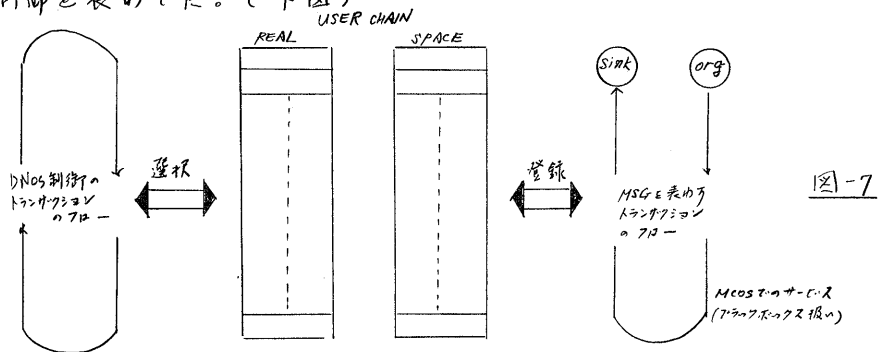 制御を表わした。(下図)
USER CHAIN
REAL
SPACE
sink
org
DNOS制御の
トランザクション
のフロー
選択
登録
MSGを表わす
トランザクション
のフロー
図-7
MCOSでのサービス
(ブラックボックス扱い)